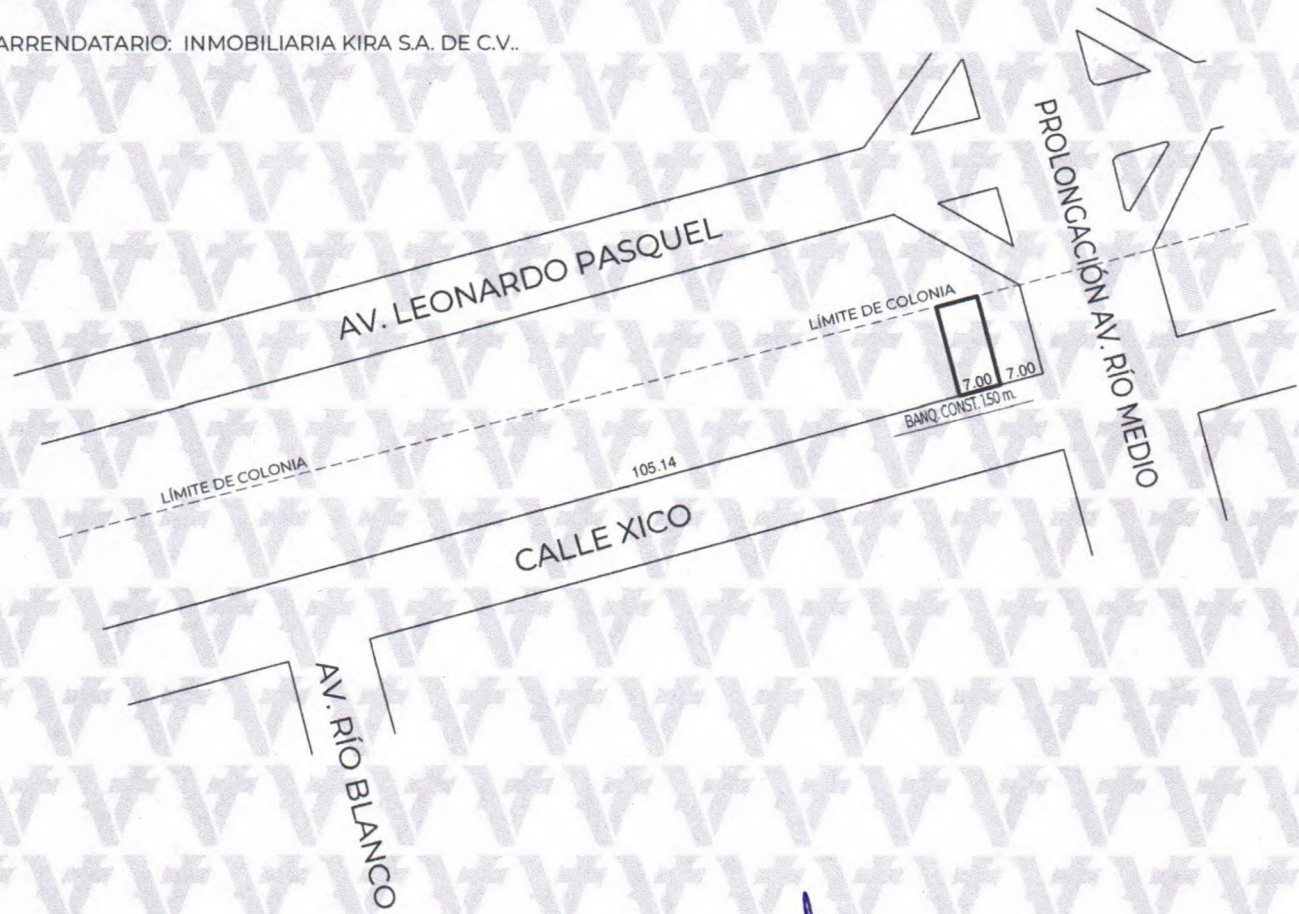 ARRENDATARIO: INMOBILIARIA KIRA S.A. DE C.V..
PROLONGACIÓN AV. RÍO MEDIO
AV. LEONARDO PASQUEL
LÍMITE DE COLONIA
7.00 7.00
BANQ. CONST. 1.50 m.
LÍMITE DE COLONIA
105.14
CALLE XICO
AV. RÍO BLANCO